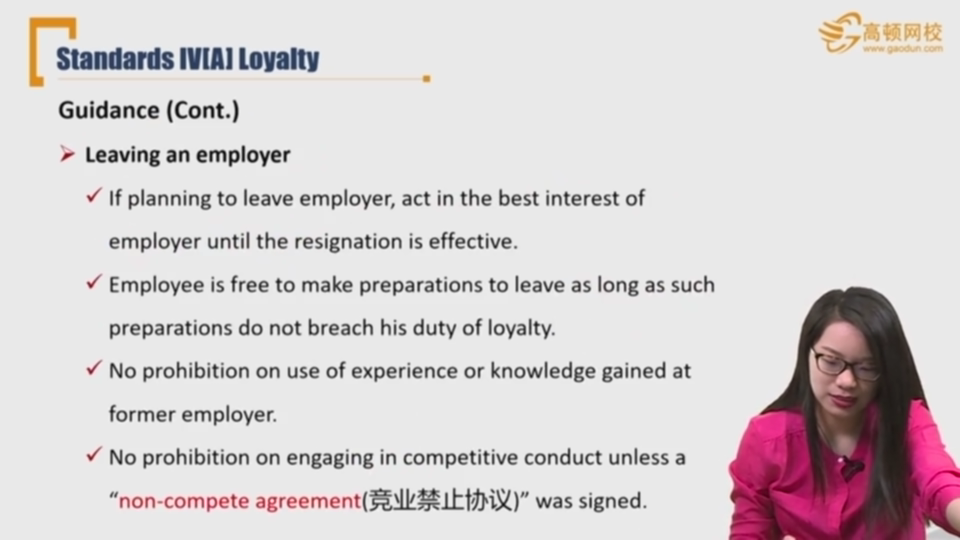 Standards IV[A] Loyalty
高顿网校
www.gaodun.com
Guidance (Cont.)
Leaving an employer
If planning to leave employer, act in the best interest of
employer until the resignation is effective.
Employee is free to make preparations to leave as long as such
preparations do not breach his duty of loyalty.
No prohibition on use of experience or knowledge gained at
former employer.
No prohibition on engaging in competitive conduct unless a
“non-compete agreement(竞业禁止协议)” was signed.